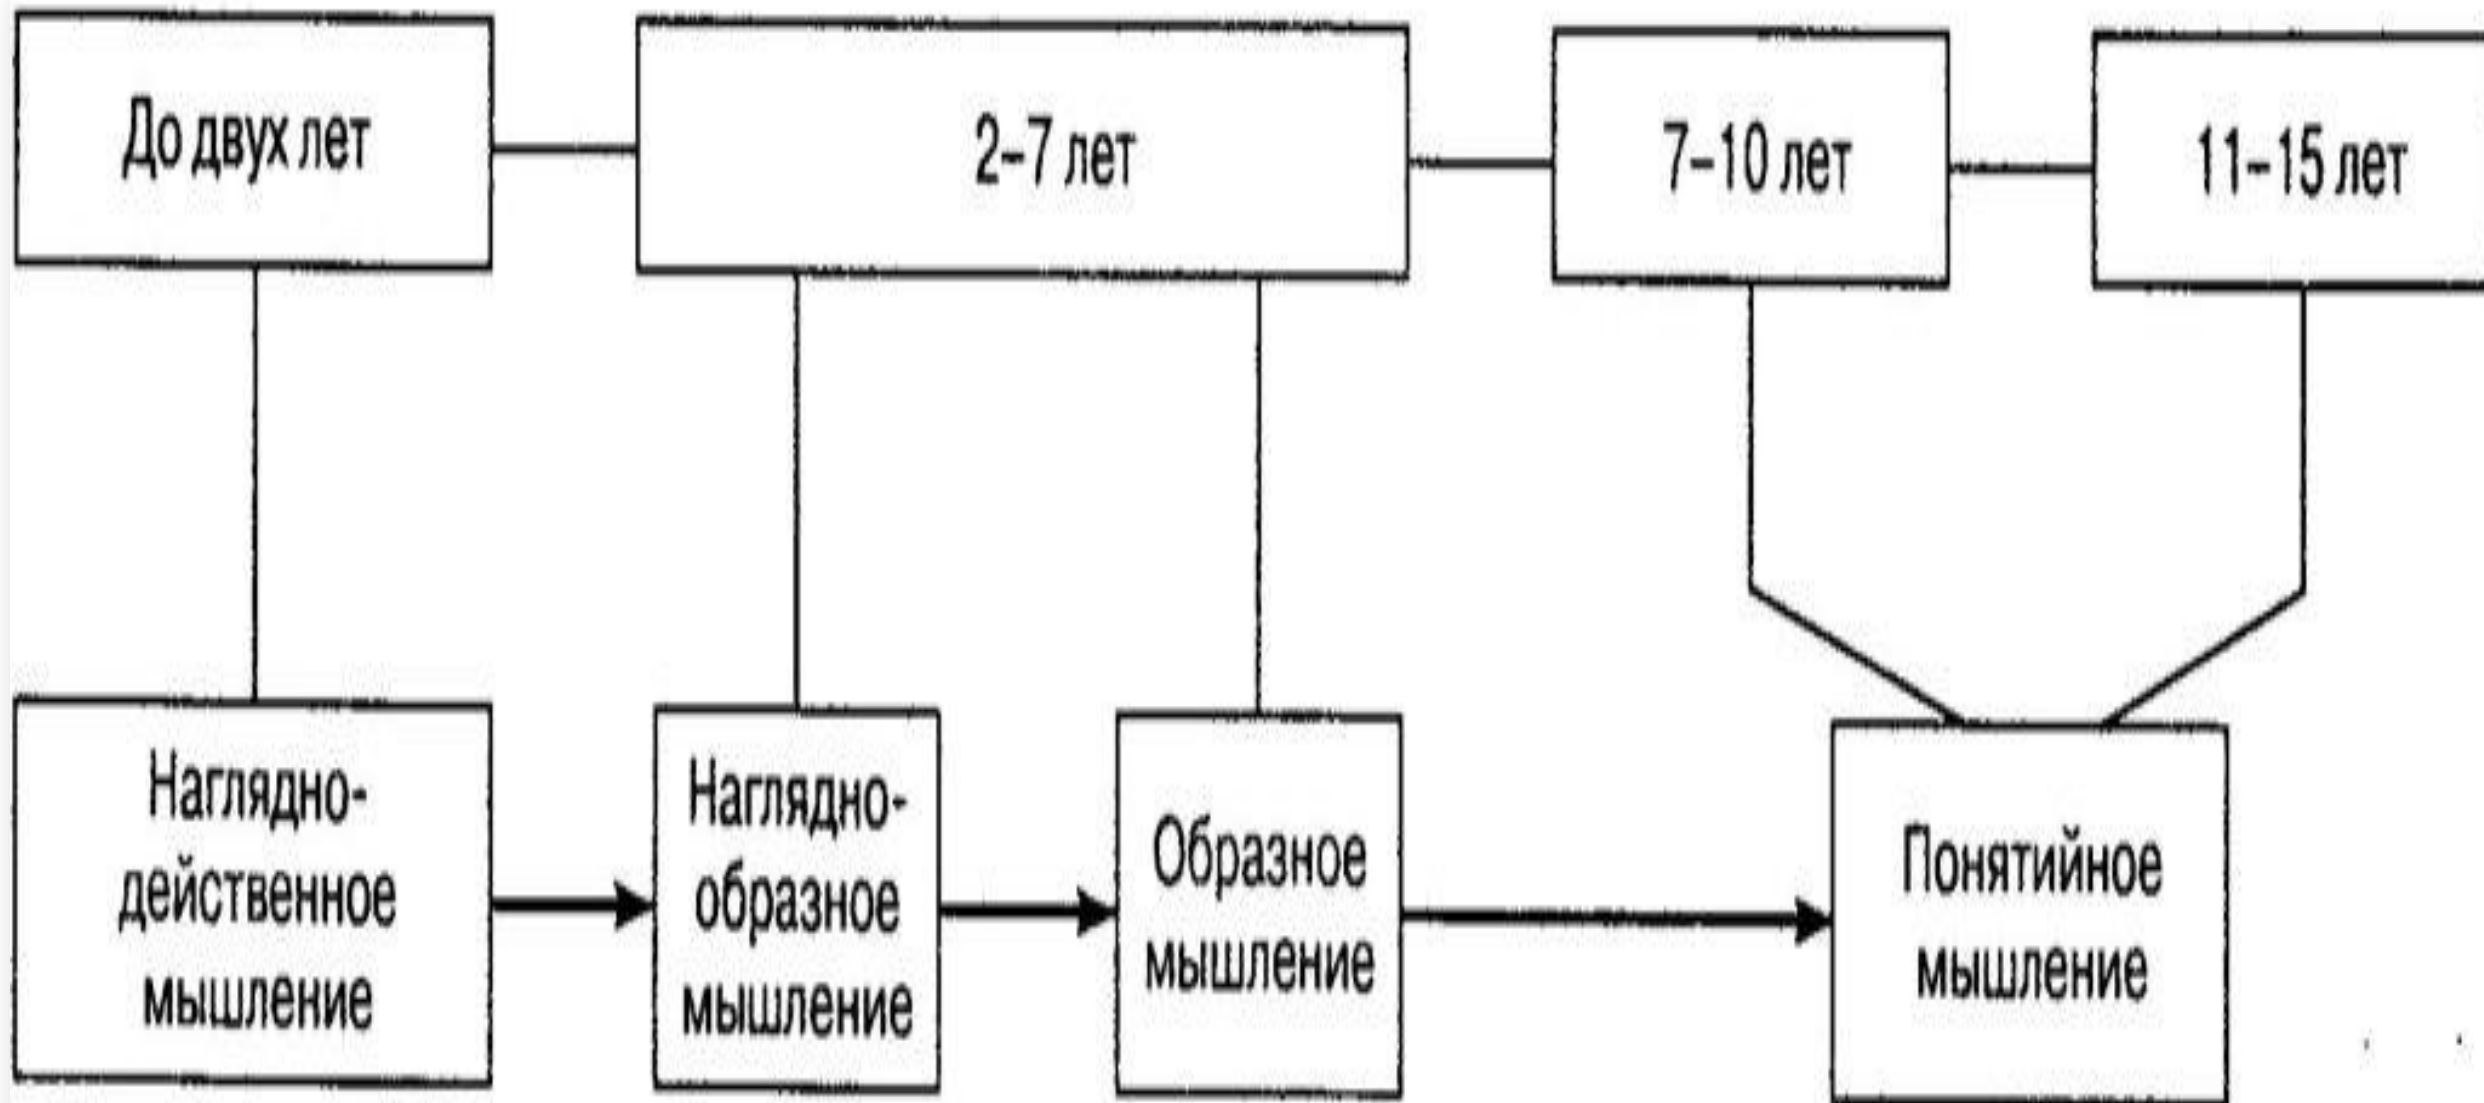 До двух лет
2–7 лет
7–10 лет
11–15 лет
Наглядно-
действенное
мышление
Наглядно-
образное
мышление
Образное
мышление
Понятийное
мышление